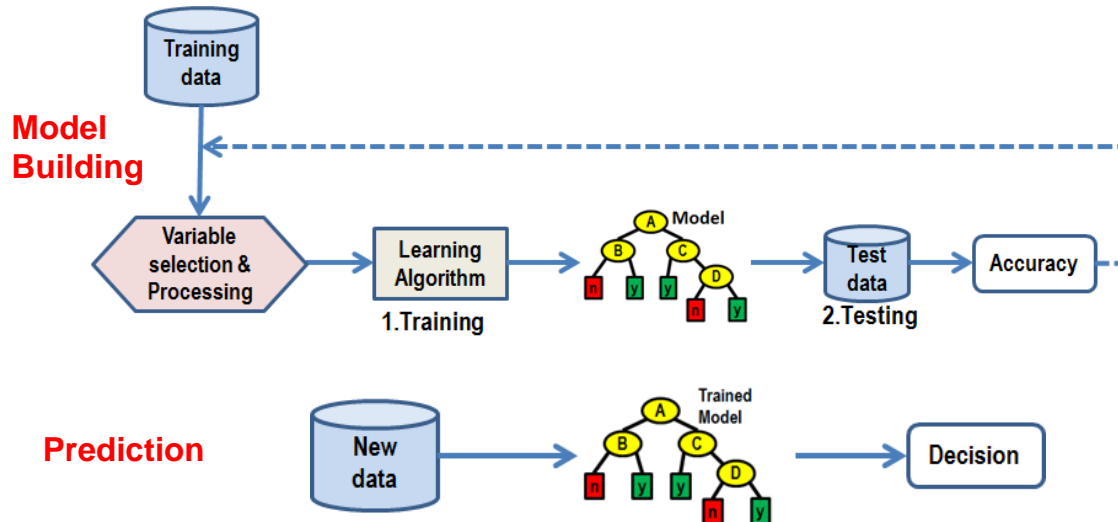 Training
data
Model
Building
Variable
selection &
Processing
Learning
Algorithm
1.Training
A
Model
B
C
D
n
y
y
n
y
Test
data
2.Testing
Accuracy
Prediction
New
data
A
Trained
Model
B
C
D
n
y
y
n
y
Decision